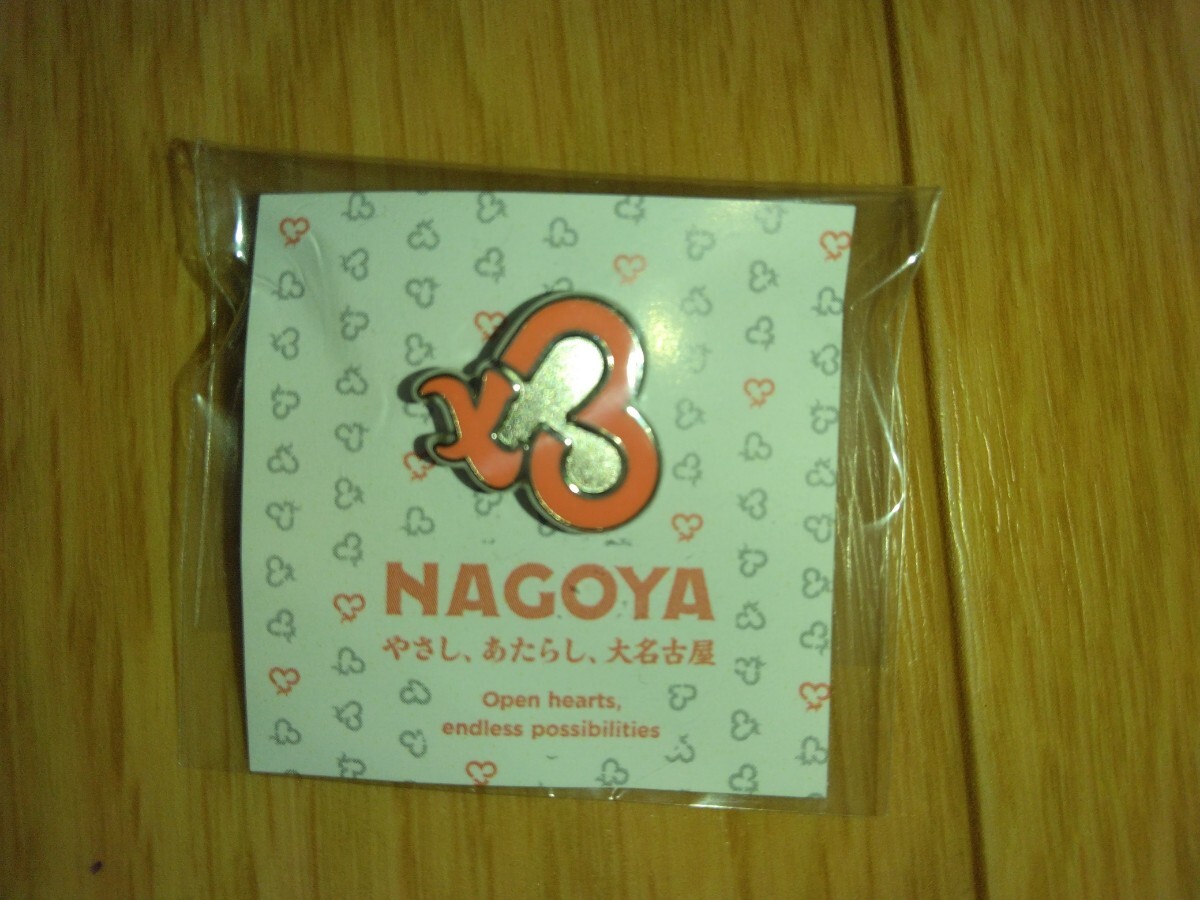 NAGOYA
やさし、あたらし、大名古屋
Open hearts,
endless possibilities